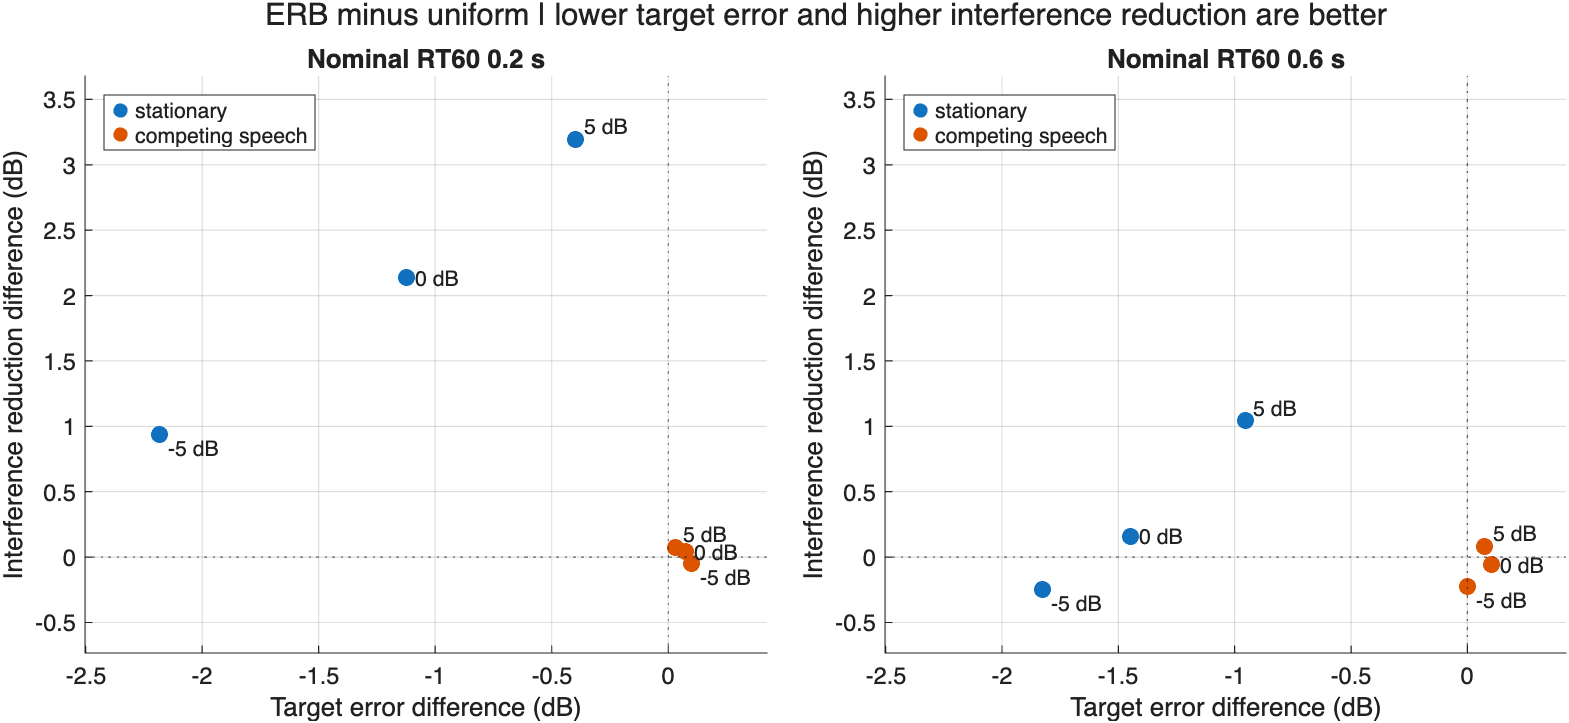 ERB minus uniform | lower target error and higher interference reduction are better
Nominal RT60 0.2 s
3.5
3
2.5
2
1.5
1
0.5
0
-0.5
Interference reduction difference (dB)
stationary
competing speech
5 dB
0 dB
-5 dB
5 dB
0 dB
-5 dB
-2.5
-2
-1.5
-1
-0.5
0
Target error difference (dB)
Nominal RT60 0.6 s
3.5
3
2.5
2
1.5
1
0.5
0
-0.5
Interference reduction difference (dB)
stationary
competing speech
5 dB
0 dB
-5 dB
5 dB
0 dB
-5 dB
-2.5
-2
-1.5
-1
-0.5
0
Target error difference (dB)